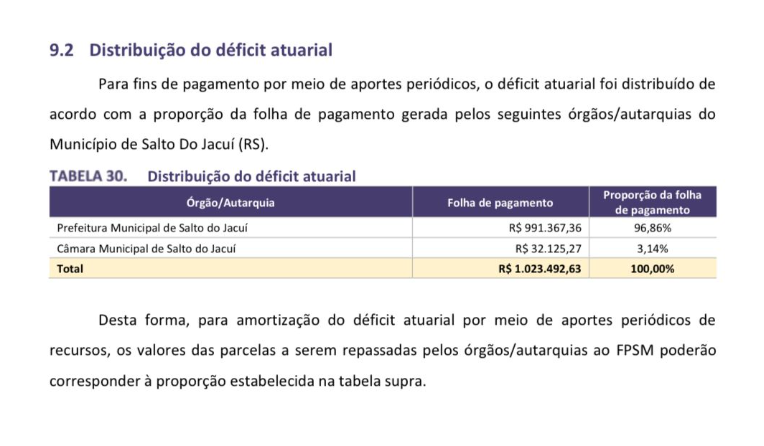 9.2 Distribuição do déficit atuarial
Para fins de pagamento por meio de aportes periódicos, o déficit atuarial foi distribuído de
acordo com a proporção da folha de pagamento gerada pelos seguintes órgãos/autarquias do
Município de Salto Do Jacuí (RS).
TABELA 30. Distribuição do déficit atuarial
Órgão/Autarquia Folha de pagamento Proporção da folha
de pagamento
Prefeitura Municipal de Salto do Jacuí R$ 991.367,36 96,86%
Câmara Municipal de Salto do Jacuí R$ 32.125,27 3,14%
Total R$ 1.023.492,63 100,00%
Desta forma, para amortização do déficit atuarial por meio de aportes periódicos de
recursos, os valores das parcelas a serem repassadas pelos órgãos/autarquias ao FPSM poderão
corresponder à proporção estabelecida na tabela supra.